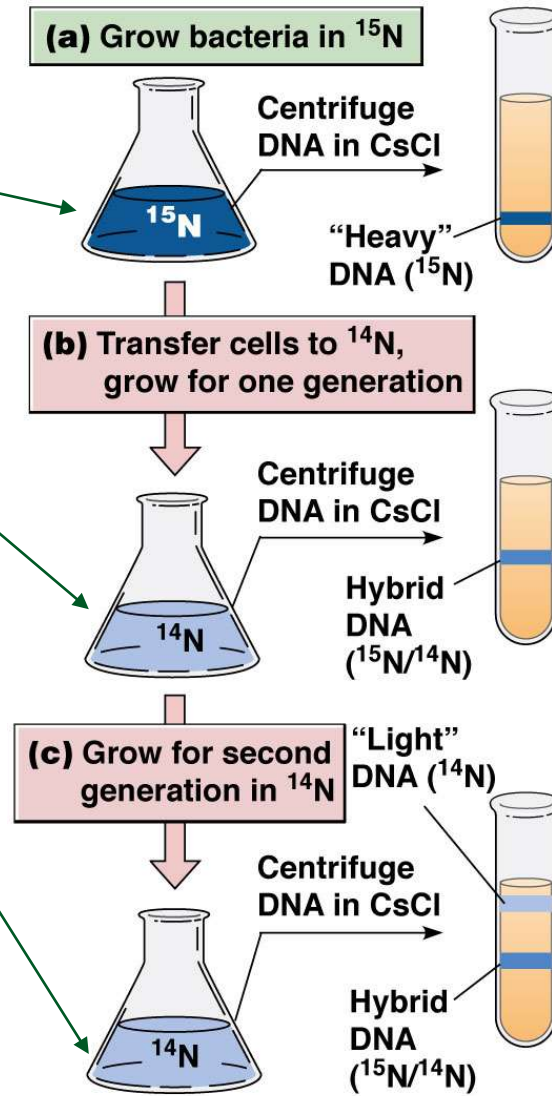 (a) Grow bacteria in ¹⁵N
Centrifuge
DNA in CsCl
¹⁵N
“Heavy”
DNA (¹⁵N)
(b) Transfer cells to ¹⁴N,
grow for one generation
Centrifuge
DNA in CsCl
¹⁴N
Hybrid
DNA
(¹⁵N/¹⁴N)
(c) Grow for second
generation in ¹⁴N
“Light”
DNA (¹⁴N)
Centrifuge
DNA in CsCl
¹⁴N
Hybrid
DNA
(¹⁵N/¹⁴N)